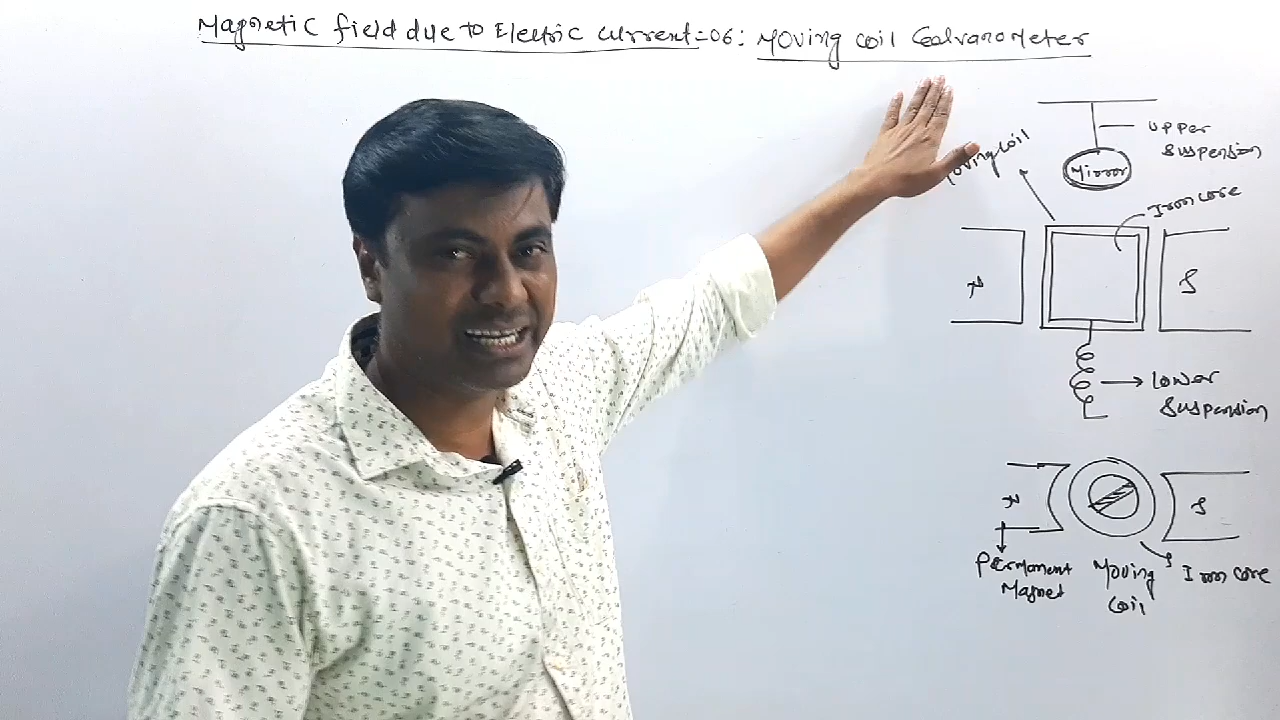 Magnetic field due to Electric current=06: Moving coil Galvanometer
Upper
suspension
Mirror
Moving Coil
Iron core
N
S
Lower
suspension
N
S
Permanent
Magnet
Moving
Coil
Iron core